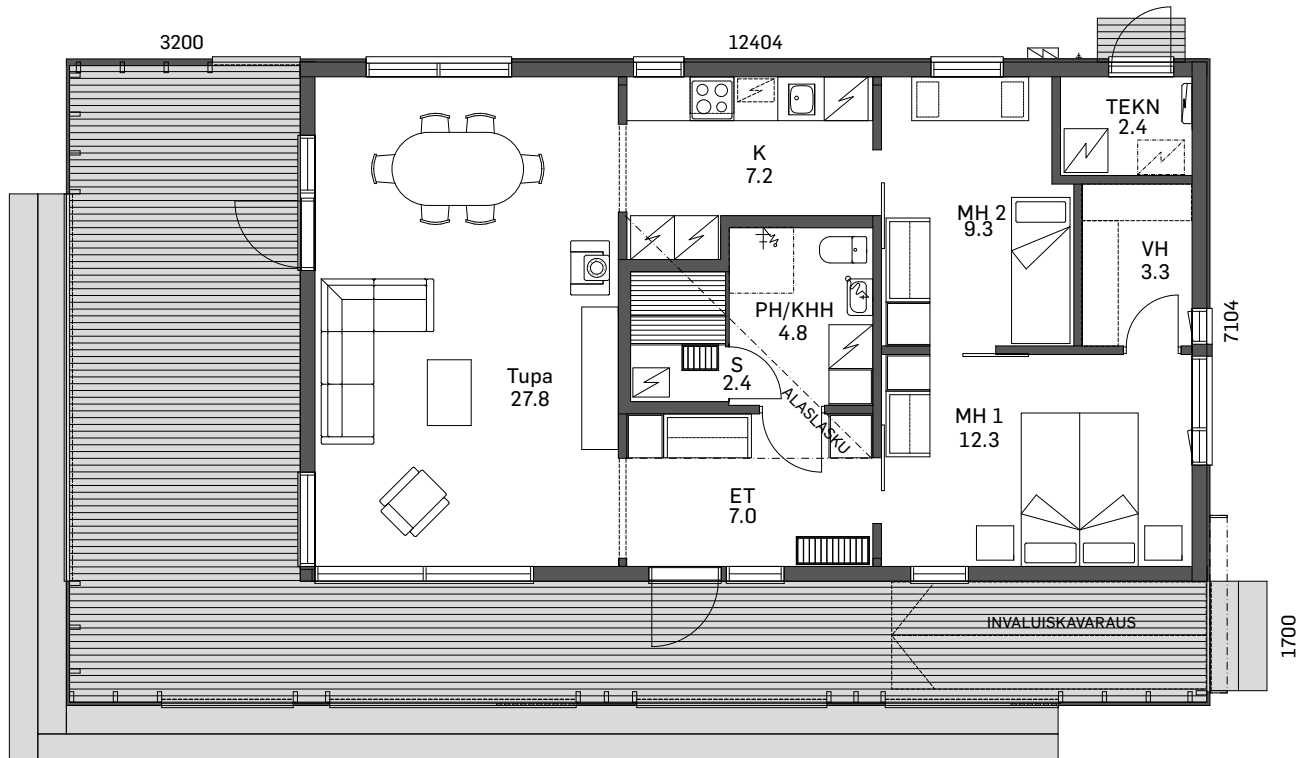 3200
12404
TEKN
2.4
K
7.2
MH 2
9.3
VH
3.3
7104
PH/KHH
4.8
S
2.4
Tupa
27.8
ALASLASKU
MH 1
12.3
ET
7.0
INVALUISKAVARAUS
1700